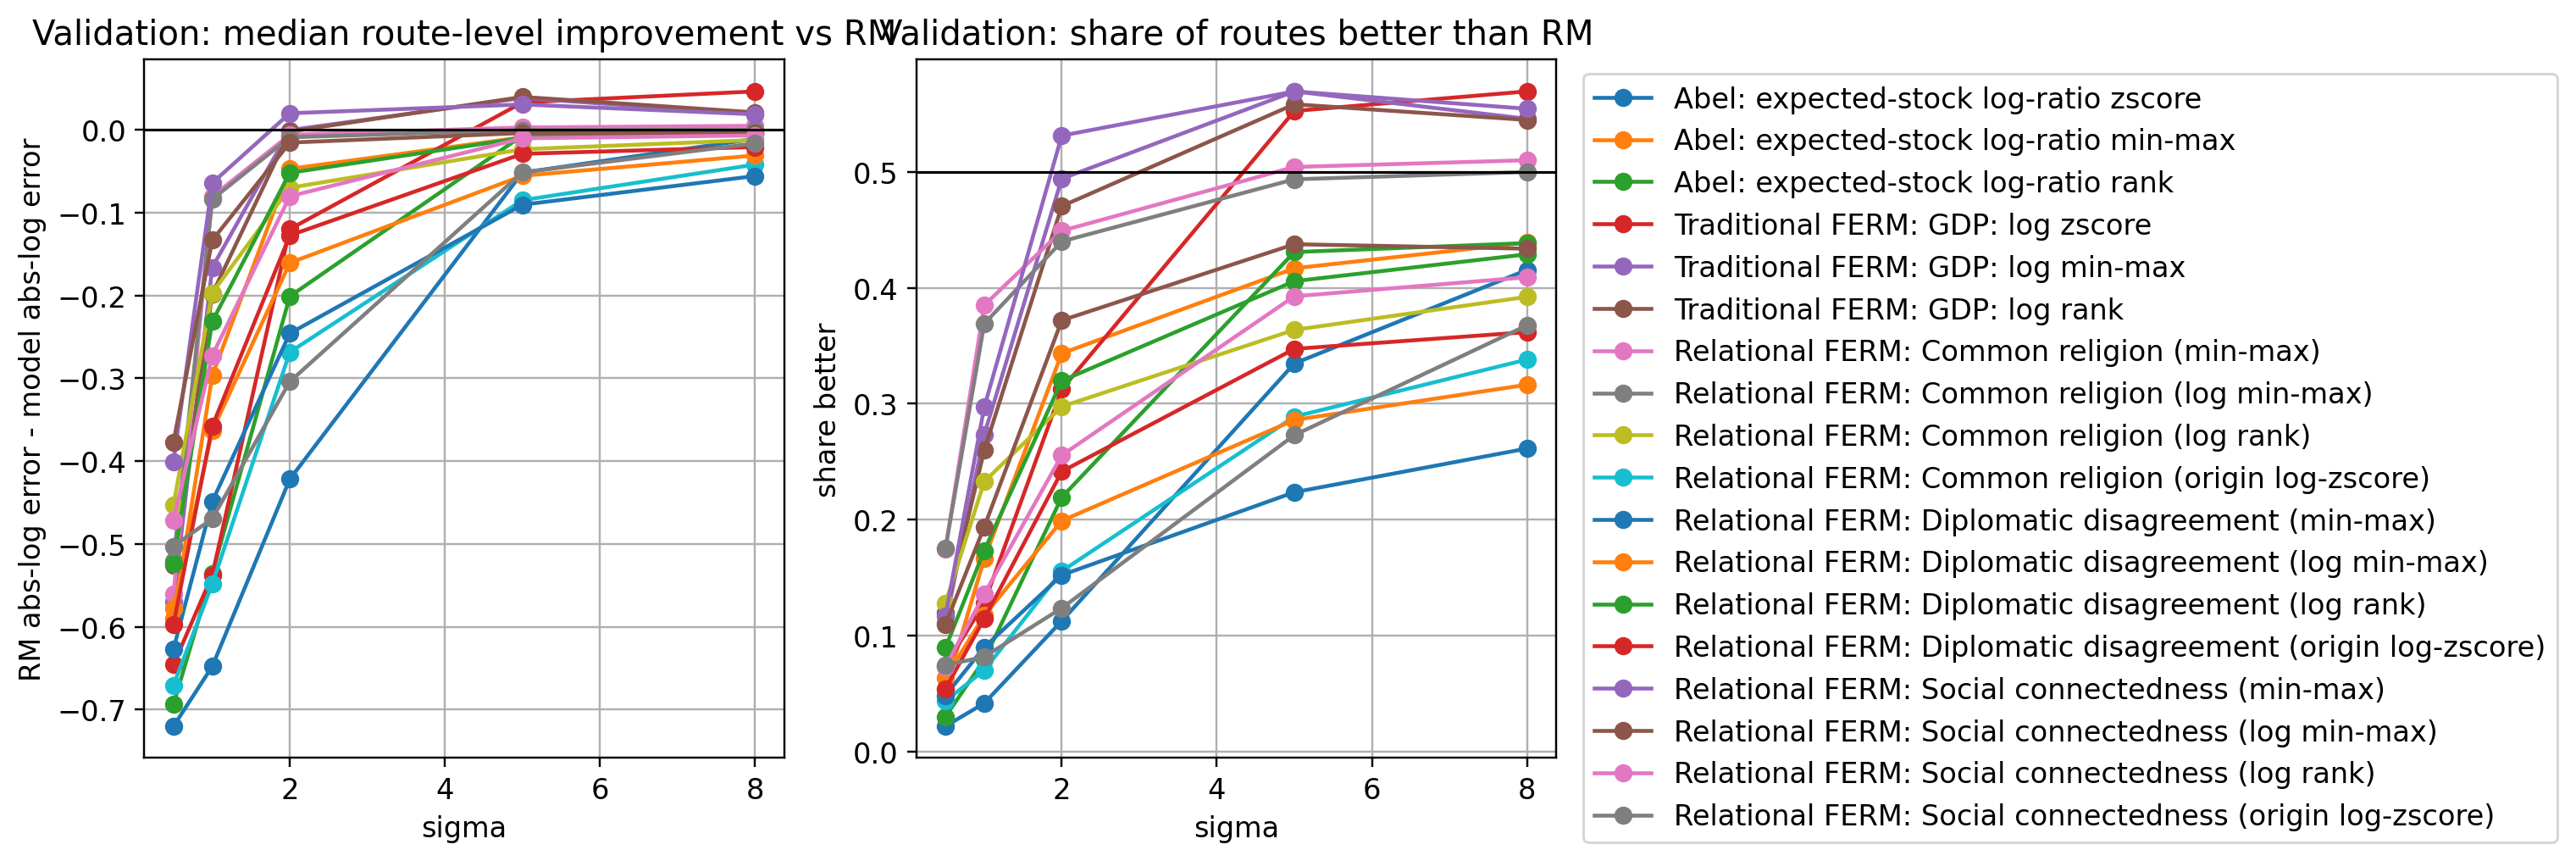 Validation: median route-level improvement vs RM
RM abs-log error - model abs-log error
0.0
−0.1
−0.2
−0.3
−0.4
−0.5
−0.6
−0.7
2
4
6
8
sigma
Validation: share of routes better than RM
share better
0.5
0.4
0.3
0.2
0.1
0.0
2
4
6
8
sigma
Abel: expected-stock log-ratio zscore
Abel: expected-stock log-ratio min-max
Abel: expected-stock log-ratio rank
Traditional FERM: GDP: log zscore
Traditional FERM: GDP: log min-max
Traditional FERM: GDP: log rank
Relational FERM: Common religion (min-max)
Relational FERM: Common religion (log min-max)
Relational FERM: Common religion (log rank)
Relational FERM: Common religion (origin log-zscore)
Relational FERM: Diplomatic disagreement (min-max)
Relational FERM: Diplomatic disagreement (log min-max)
Relational FERM: Diplomatic disagreement (log rank)
Relational FERM: Diplomatic disagreement (origin log-zscore)
Relational FERM: Social connectedness (min-max)
Relational FERM: Social connectedness (log min-max)
Relational FERM: Social connectedness (log rank)
Relational FERM: Social connectedness (origin log-zscore)